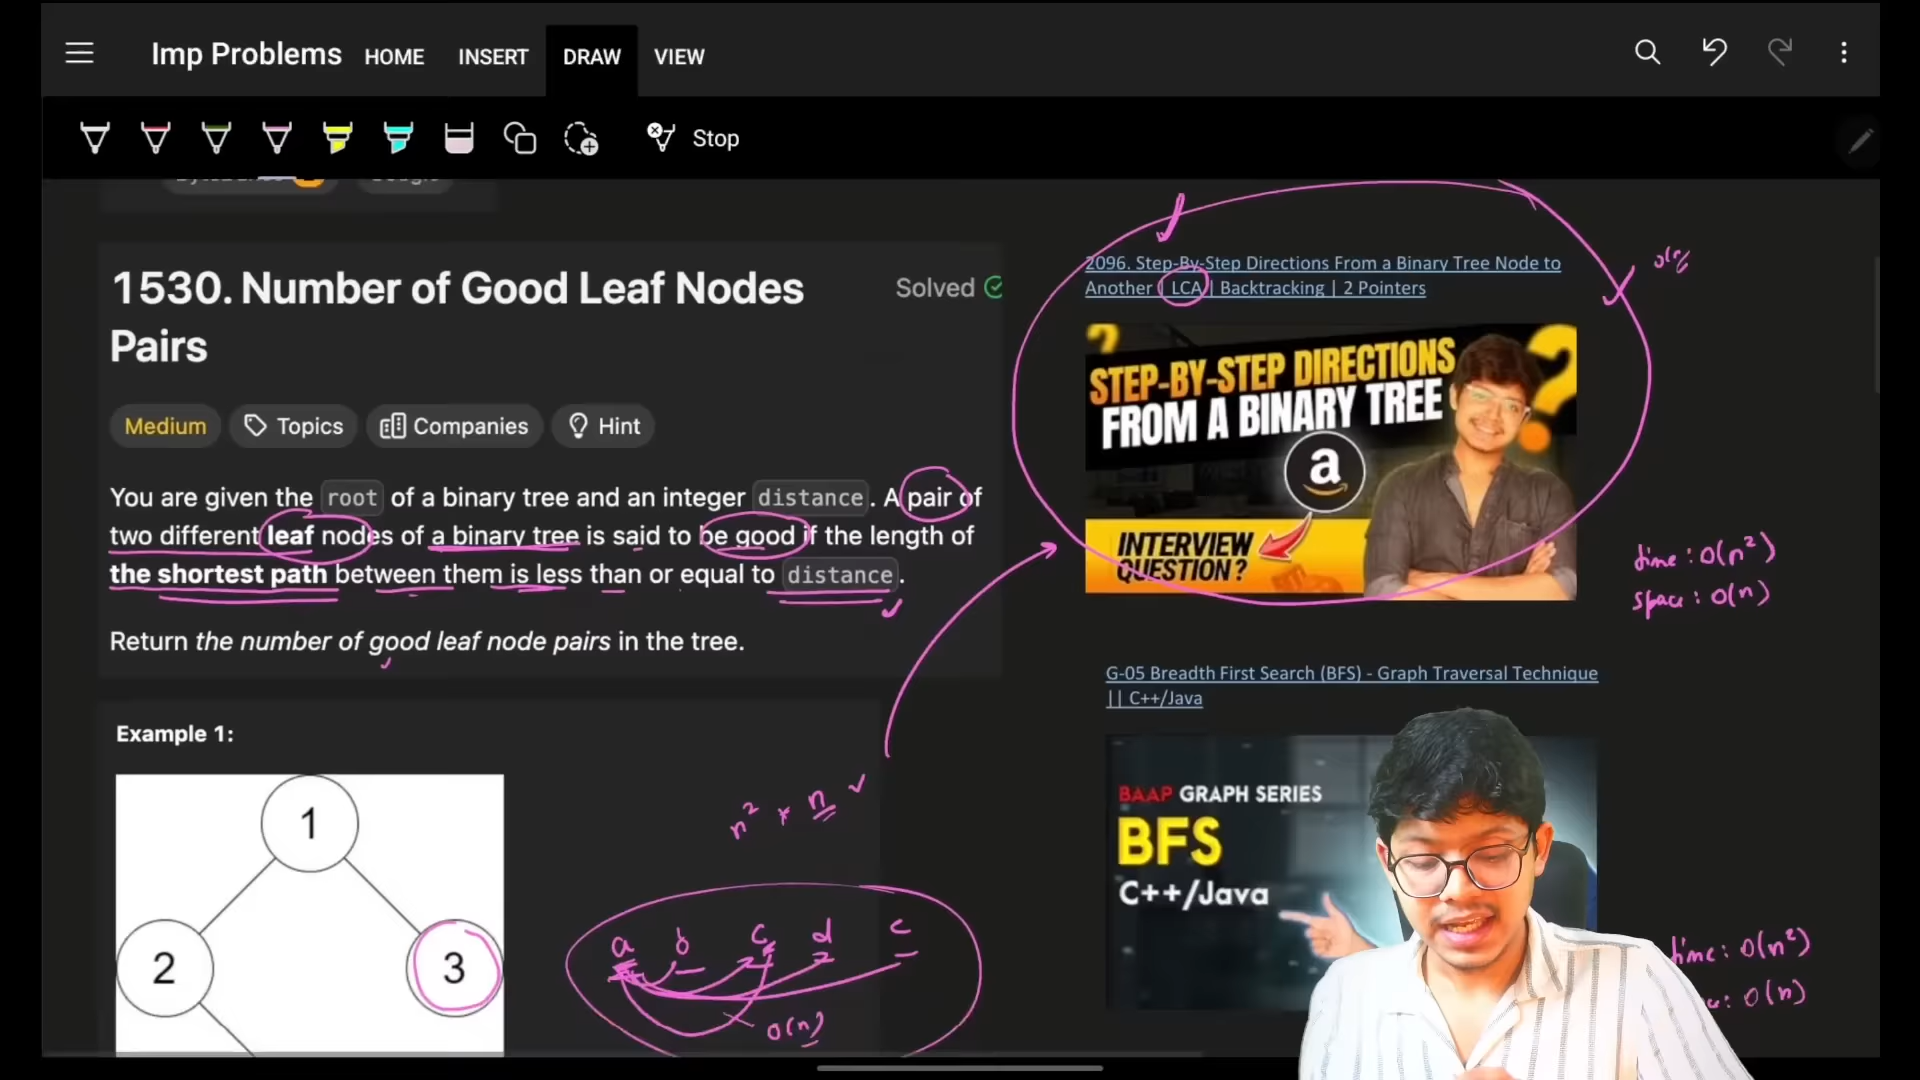 Imp Problems HOME INSERT DRAW VIEW
Stop
1530. Number of Good Leaf Nodes
Pairs
Solved
Medium Topics Companies Hint
You are given the root of a binary tree and an integer distance. A pair of
two different leaf nodes of a binary tree is said to be good if the length of
the shortest path between them is less than or equal to distance.
Return the number of good leaf node pairs in the tree.
Example 1:
1
2
3
n² * n
a b c d e
O(n)
2096. Step-By-Step Directions From a Binary Tree Node to
Another | LCA | Backtracking | 2 Pointers
?
?
STEP-BY-STEP DIRECTIONS
FROM A BINARY TREE
a
INTERVIEW
QUESTION?
time: O(n²)
space: O(n)
G-05 Breadth First Search (BFS) - Graph Traversal Technique
|| C++/Java
BAAP GRAPH SERIES
BFS
C++/Java
time: O(n²)
: O(n)